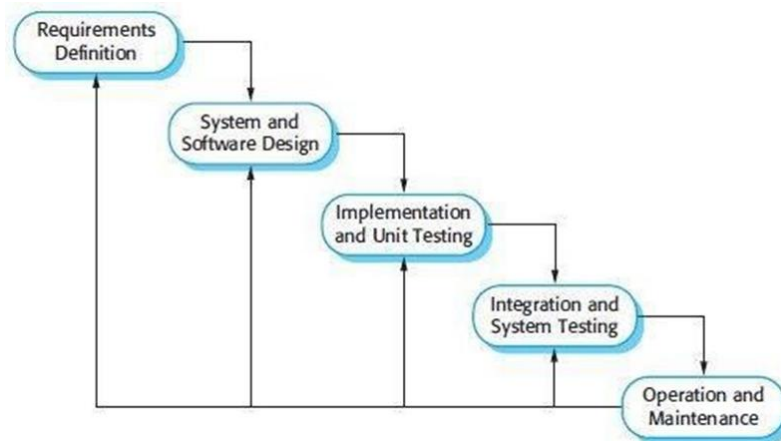 Requirements
Definition
System and
Software Design
Implementation
and Unit Testing
Integration and
System Testing
Operation and
Maintenance